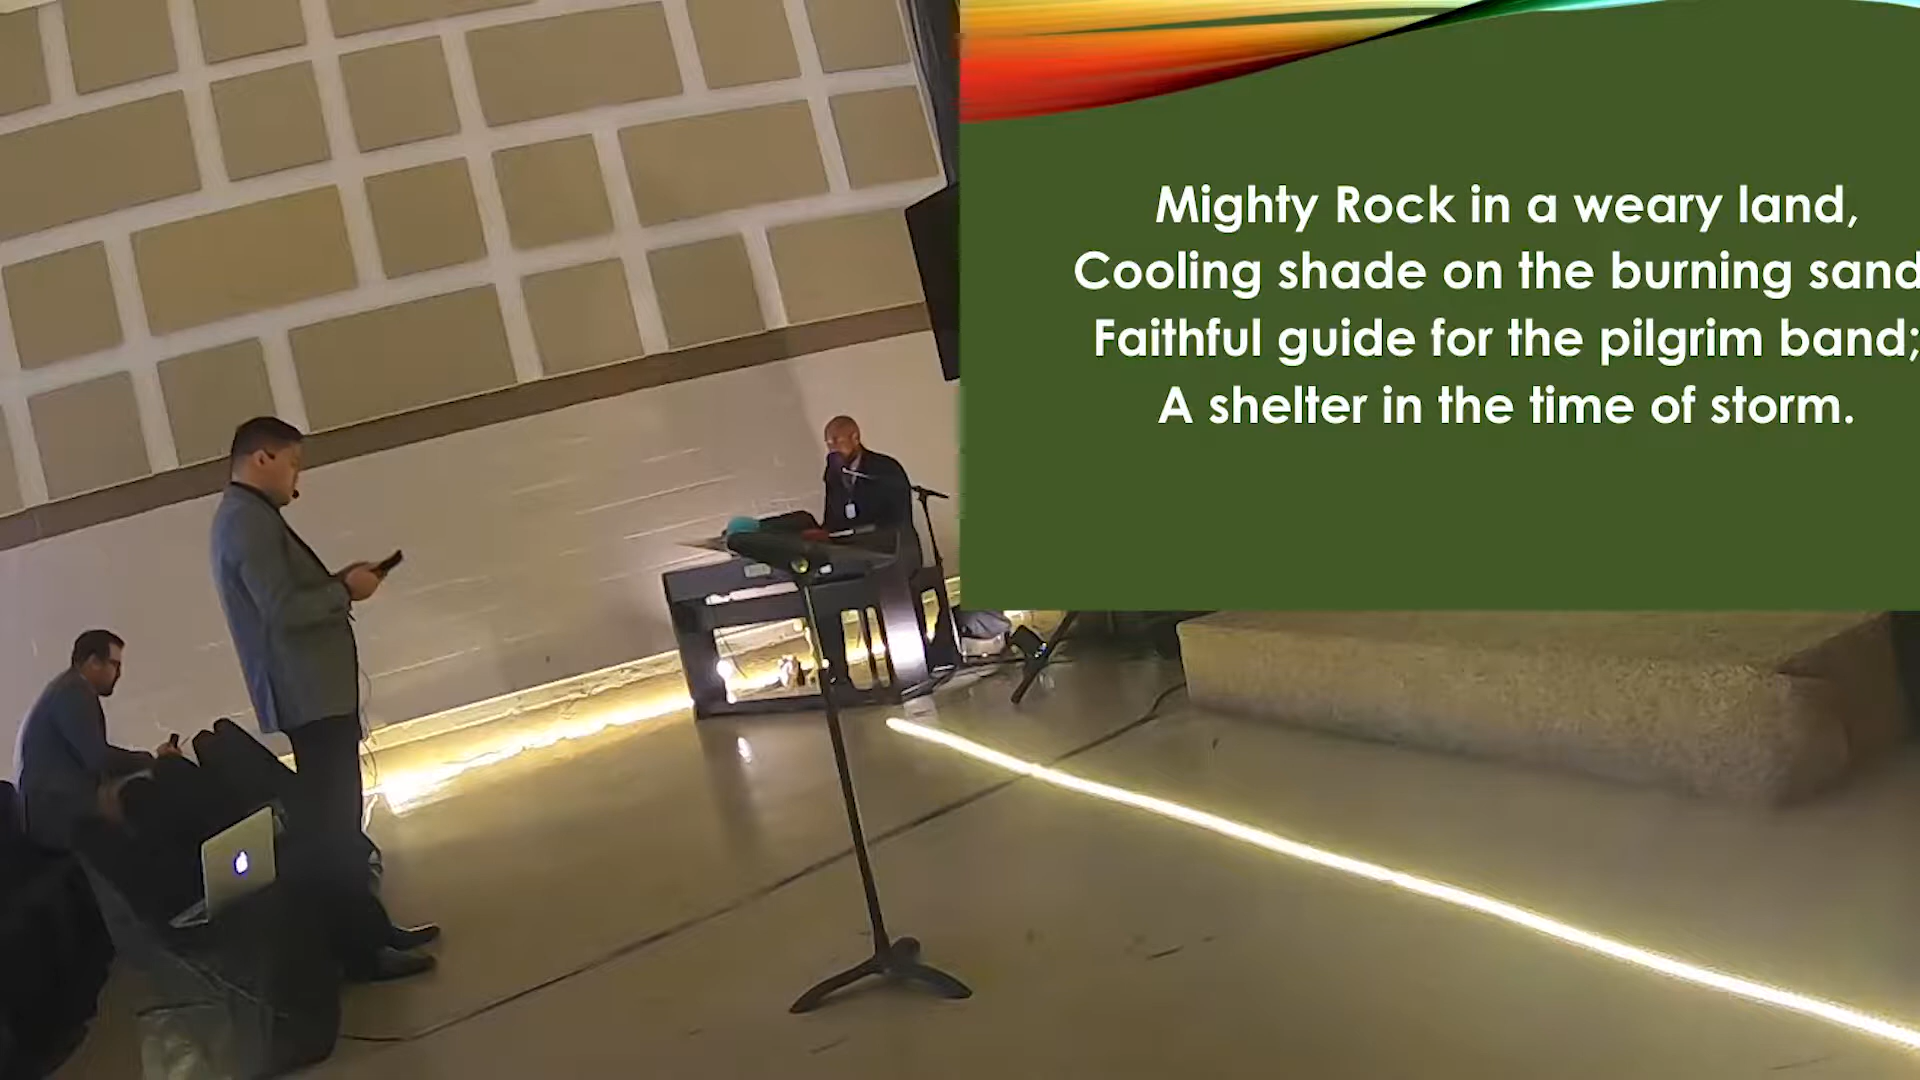 Mighty Rock in a weary land,
Cooling shade on the burning sand
Faithful guide for the pilgrim band;
A shelter in the time of storm.